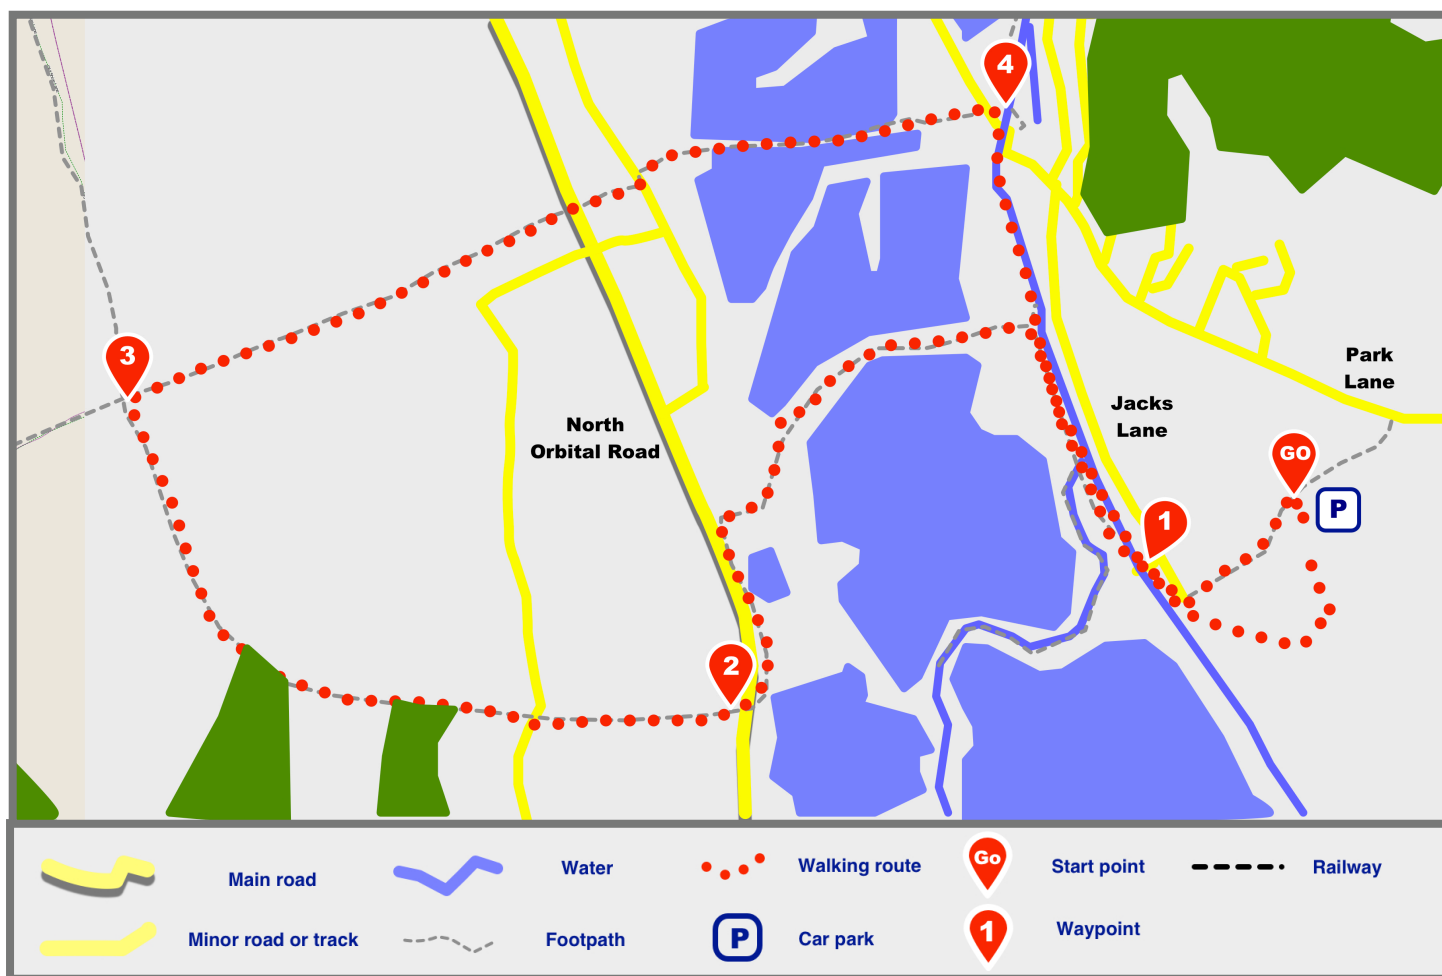 4
3
Park
Lane
Jacks
Lane
North
Orbital Road
GO
P
1
2
Main road
Water
Walking route
Go
Start point
Railway
Minor road or track
Footpath
P
Car park
1
Waypoint